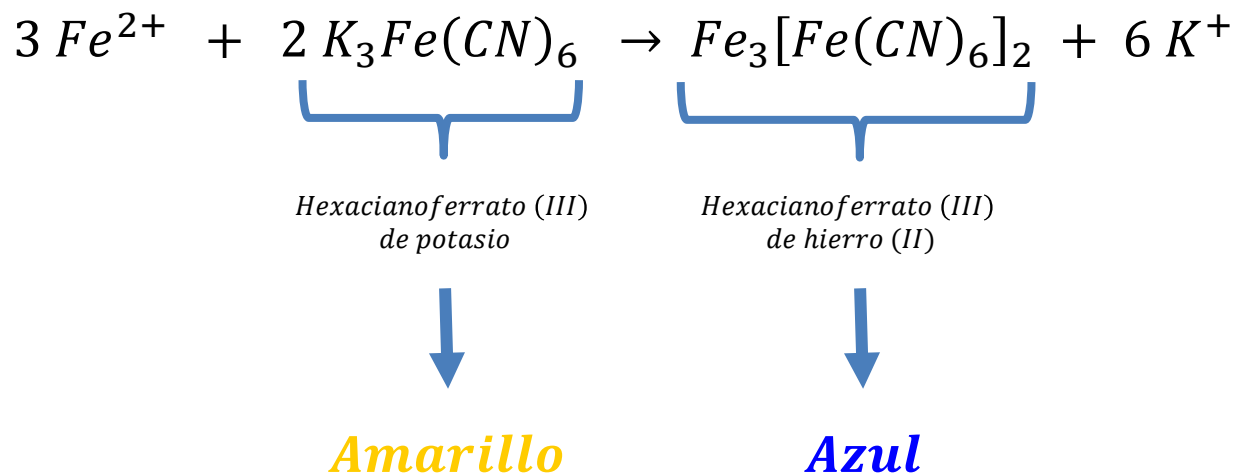 3 Fe²⁺ + 2 K₃Fe(CN)₆ → Fe₃[Fe(CN)₆]₂ + 6 K⁺
Hexacianoferrato (III)
de potasio
Hexacianoferrato (III)
de hierro (II)
Amarillo
Azul